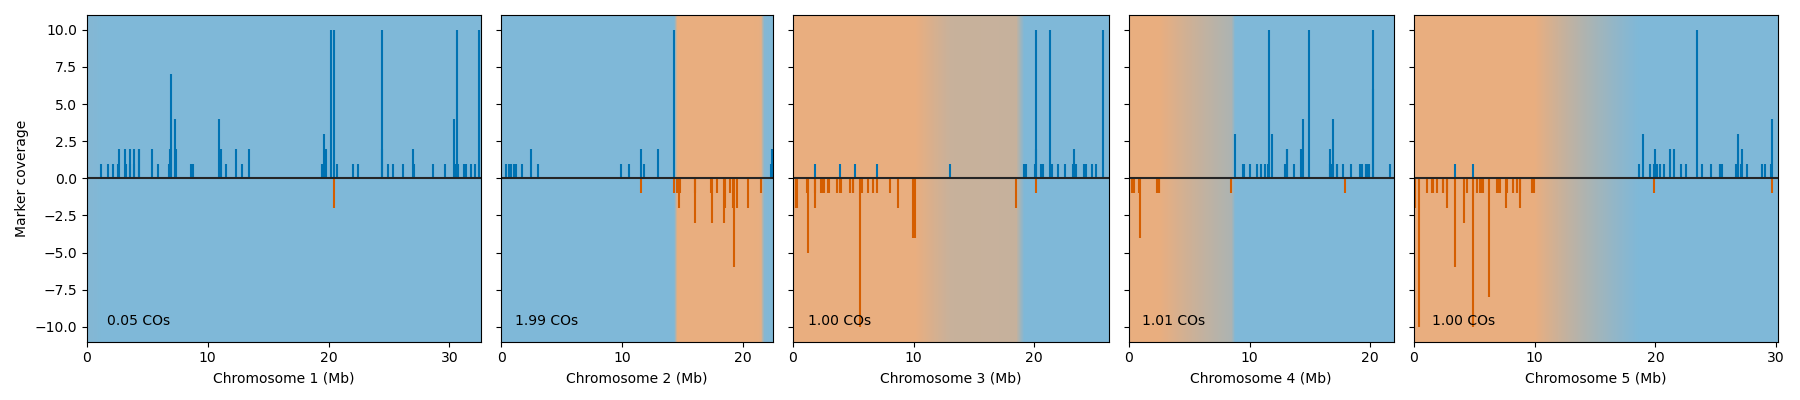 Marker coverage
10.0
7.5
5.0
2.5
0.0
−2.5
−5.0
−7.5
−10.0
0.05 COs
1.99 COs
1.00 COs
1.01 COs
1.00 COs
0 10 20 30
0 10 20
0 10 20
0 10 20
0 10 20 30
Chromosome 1 (Mb)
Chromosome 2 (Mb)
Chromosome 3 (Mb)
Chromosome 4 (Mb)
Chromosome 5 (Mb)